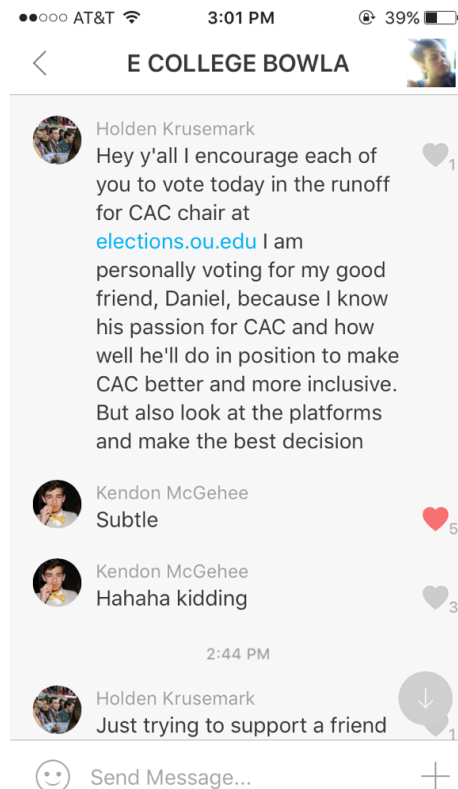 AT&T 3:01 PM 39%
E COLLEGE BOWLA
Holden Krusemark
Hey y'all I encourage each of
you to vote today in the runoff
for CAC chair at
elections.ou.edu I am
personally voting for my good
friend, Daniel, because I know
his passion for CAC and how
well he'll do in position to make
CAC better and more inclusive.
But also look at the platforms
and make the best decision
1
Kendon McGehee
Subtle
5
Kendon McGehee
Hahaha kidding
3
2:44 PM
Holden Krusemark
Just trying to support a friend
1
Send Message...